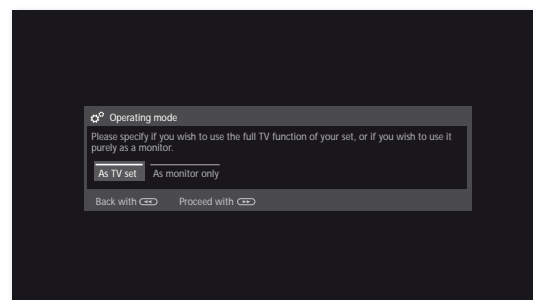 Operating mode
Please specify if you wish to use the full TV function of your set, or if you wish to use it
purely as a monitor.
As TV set As monitor only
Back with Proceed with